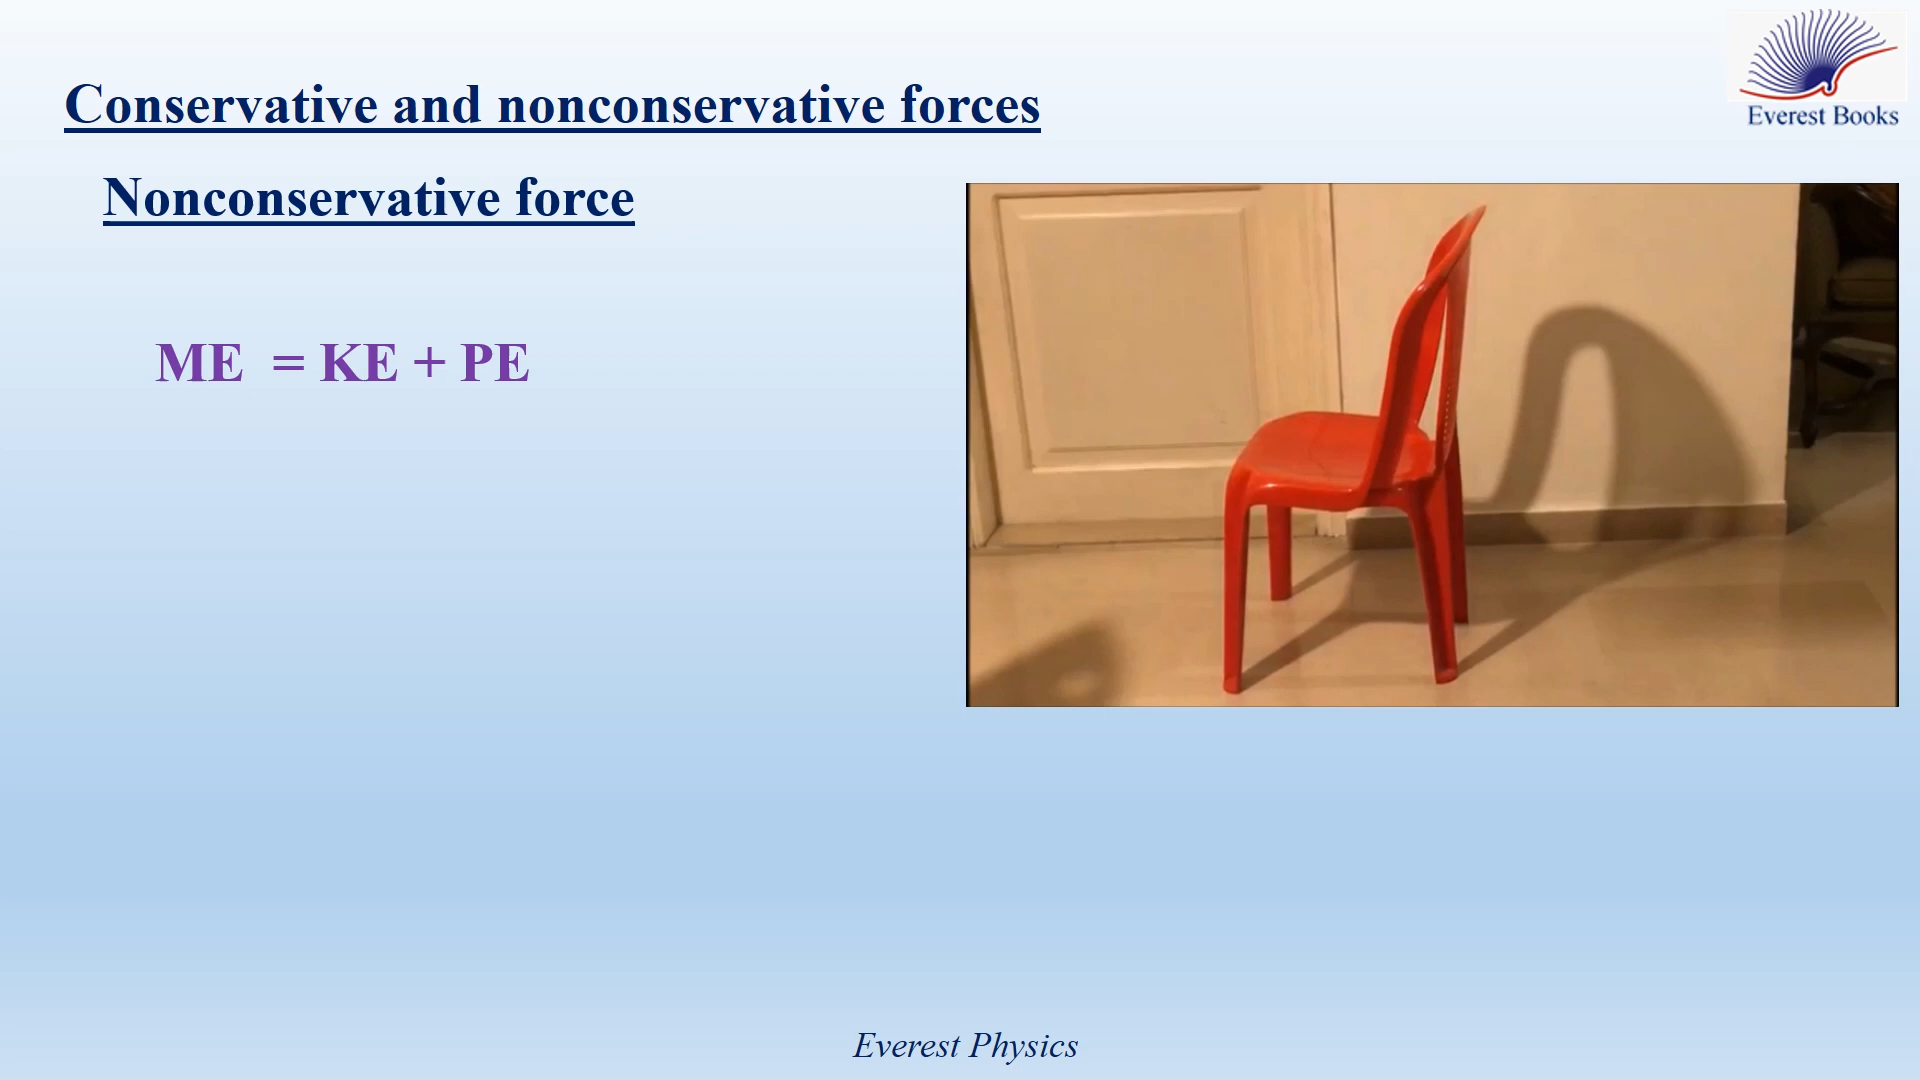 Everest Books
Conservative and nonconservative forces
Nonconservative force
ME = KE + PE
Everest Physics